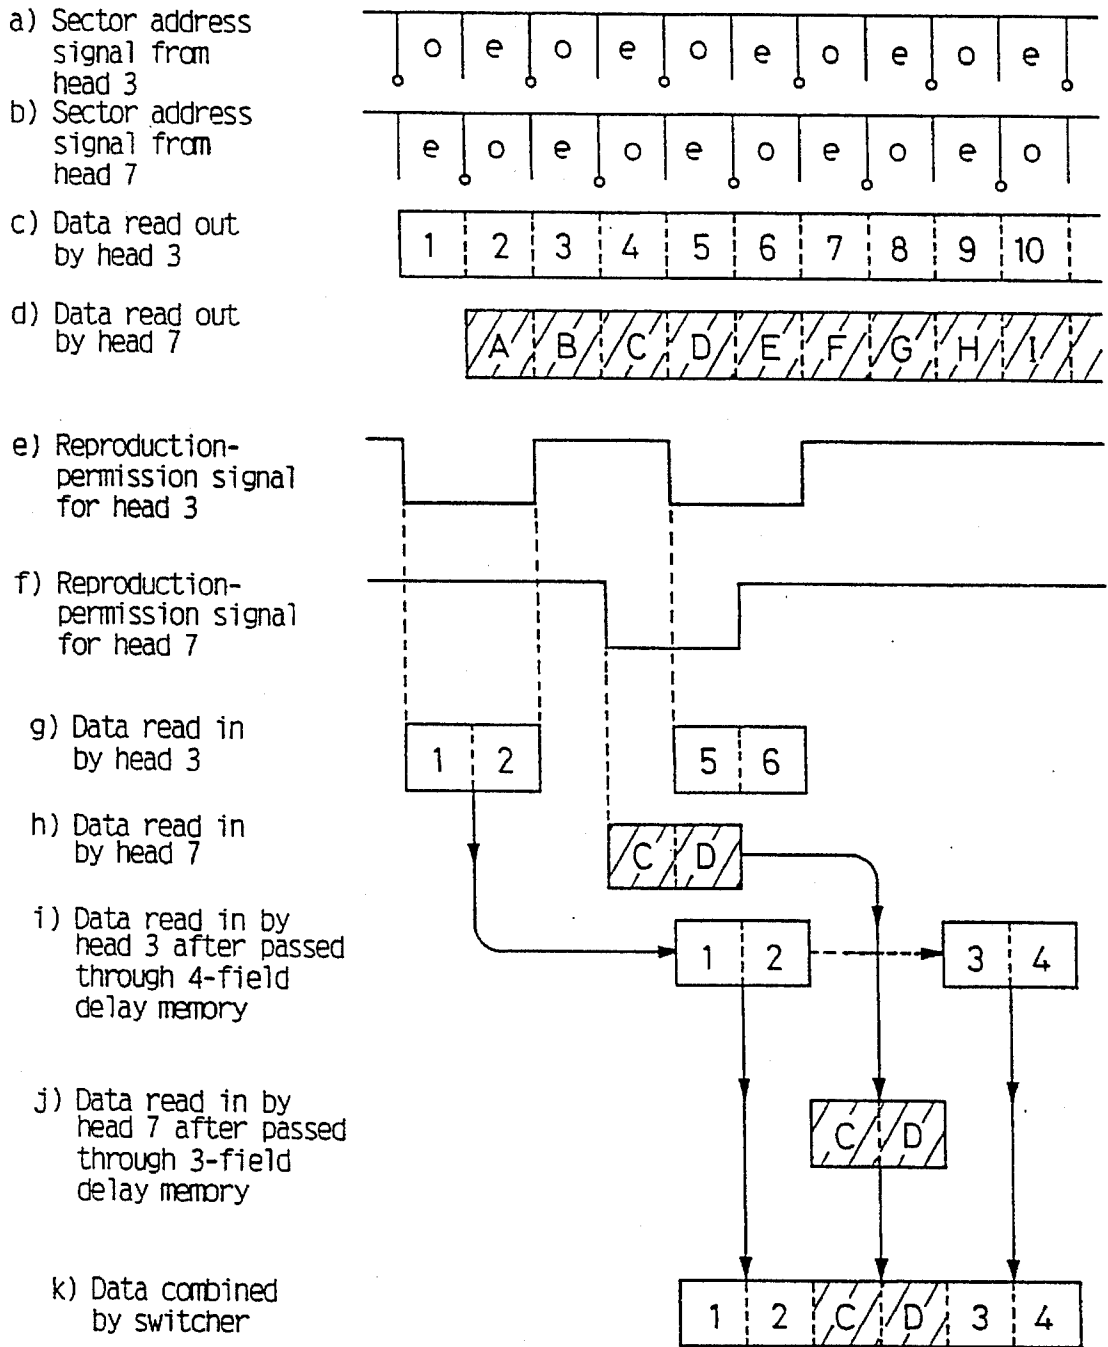 a) Sector address
signal from
head 3
o e o e o e o e o e
b) Sector address
signal from
head 7
e o e o e o e o e o
c) Data read out
by head 3
1 2 3 4 5 6 7 8 9 10
d) Data read out
by head 7
A B C D E F G H I
e) Reproduction-
permission signal
for head 3
f) Reproduction-
permission signal
for head 7
g) Data read in
by head 3
1 2 5 6
h) Data read in
by head 7
C D
i) Data read in by
head 3 after passed
through 4-field
delay memory
1 2 3 4
j) Data read in by
head 7 after passed
through 3-field
delay memory
C D
k) Data combined
by switcher
1 2 C D 3 4